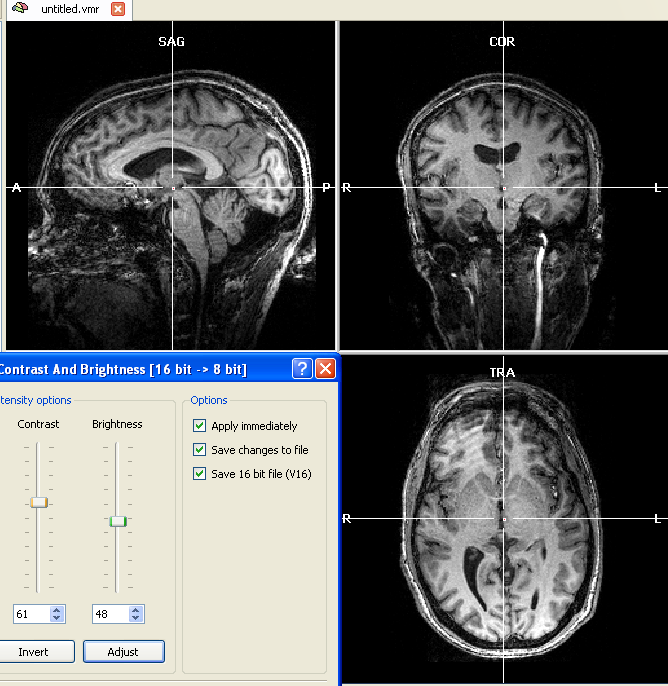 untitled.vmr
SAG
COR
A
P
R
L
Contrast And Brightness [16 bit -> 8 bit]
TRA
tensity options
Options
Contrast
Brightness
Apply immediately
Save changes to file
Save 16 bit file (V16)
R
L
61
48
Invert
Adjust